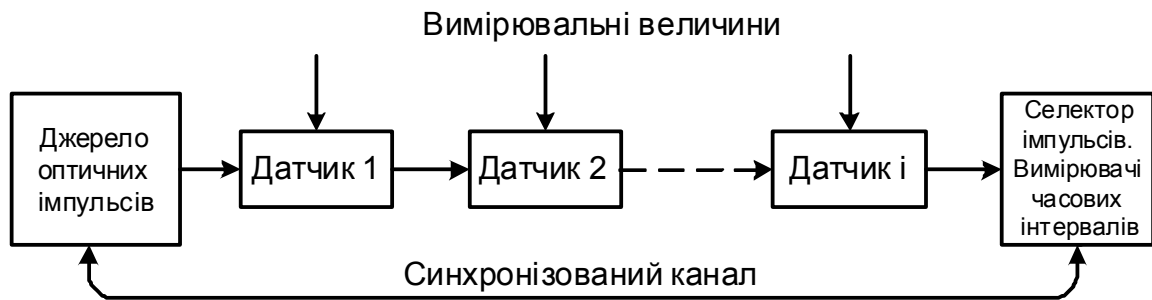 Вимірювальні величини
Джерело
оптичних
імпульсів
Датчик 1
Датчик 2
Датчик і
Селектор
імпульсів.
Вимірювачі
часових
інтервалів
Синхронізований канал